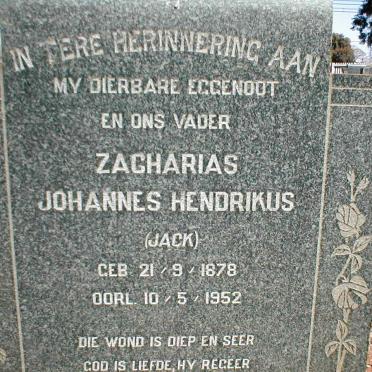 IN TERE HERINNERING AAN
MY DIERBARE EGGENOOT
EN ONS VADER
ZACHARIAS
JOHANNES HENDRIKUS
(JACK)
GEB. 21/9/1878
OORL. 10/5/1952
DIE WOND IS DIEP EN SEER
GOD IS LIEFDE, HY REGEER